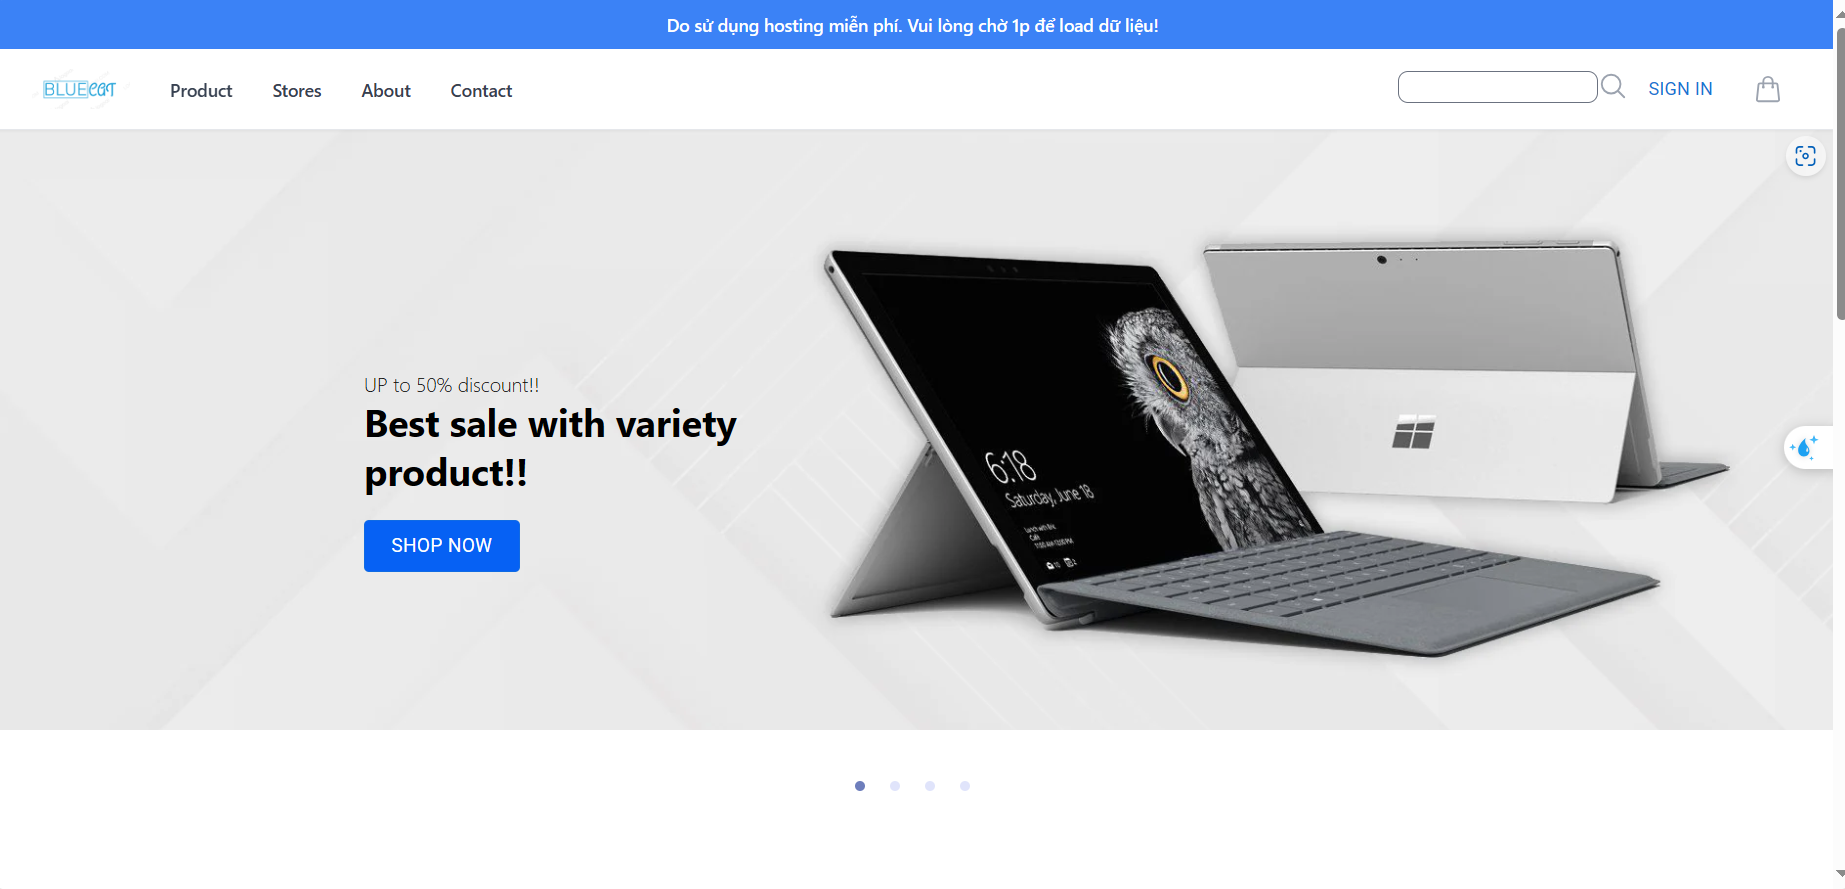 Do sử dụng hosting miễn phí. Vui lòng chờ 1p để load dữ liệu!
BLUECAT
Product
Stores
About
Contact
SIGN IN
UP to 50% discount!!
Best sale with variety
product!!
SHOP NOW
6:18
Saturday, June 18